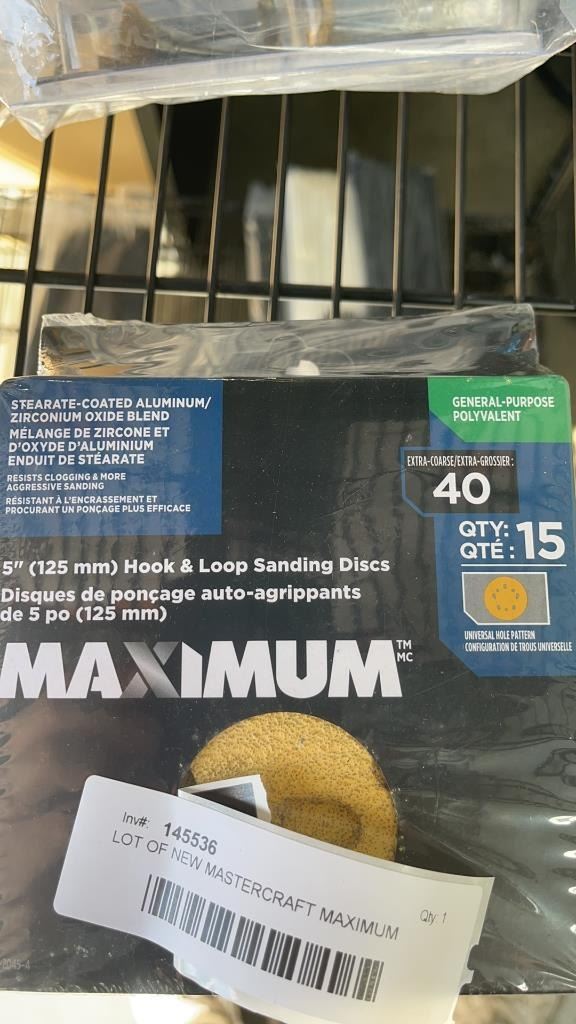 STEARATE-COATED ALUMINUM/
ZIRCONIUM OXIDE BLEND
MÉLANGE DE ZIRCONE ET
D'OXYDE D'ALUMINIUM
ENDUIT DE STÉARATE
RESISTS CLOGGING & MORE
AGGRESSIVE SANDING
RÉSISTANT À L'ENCRASSEMENT ET
PROCURANT UN PONÇAGE PLUS EFFICACE
GENERAL-PURPOSE
POLYVALENT
EXTRA-COARSE/EXTRA-GROSSIER :
40
QTY:
QTÉ : 15
UNIVERSAL HOLE PATTERN
CONFIGURATION DE TROUS UNIVERSELLE
5" (125 mm) Hook & Loop Sanding Discs
Disques de ponçage auto-agrippants
de 5 po (125 mm)
MAXIMUM TM MC
Inv#: 145536
LOT OF NEW MASTERCRAFT MAXIMUM
Qty: 1